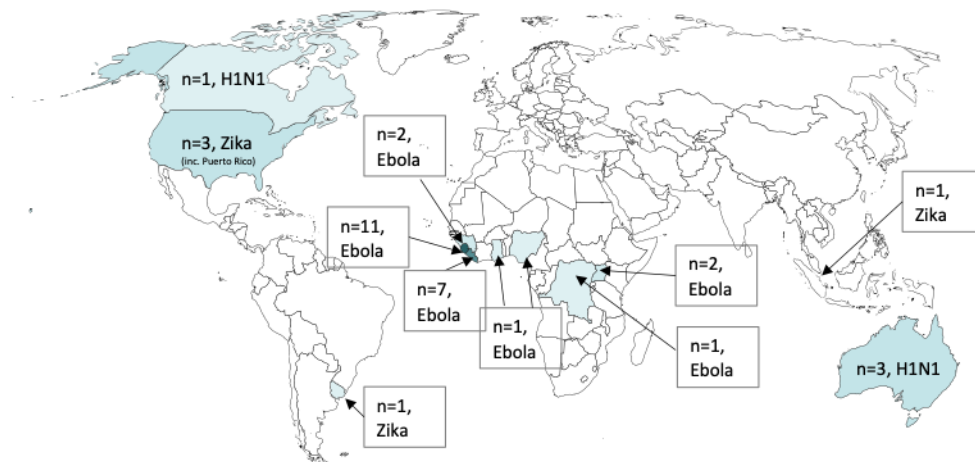 n=1, H1N1
n=3, Zika
(inc. Puerto Rico)
n=2,
Ebola
n=11,
Ebola
n=7,
Ebola
n=1,
Ebola
n=2,
Ebola
n=1,
Ebola
n=1,
Zika
n=3, H1N1
n=1,
Zika